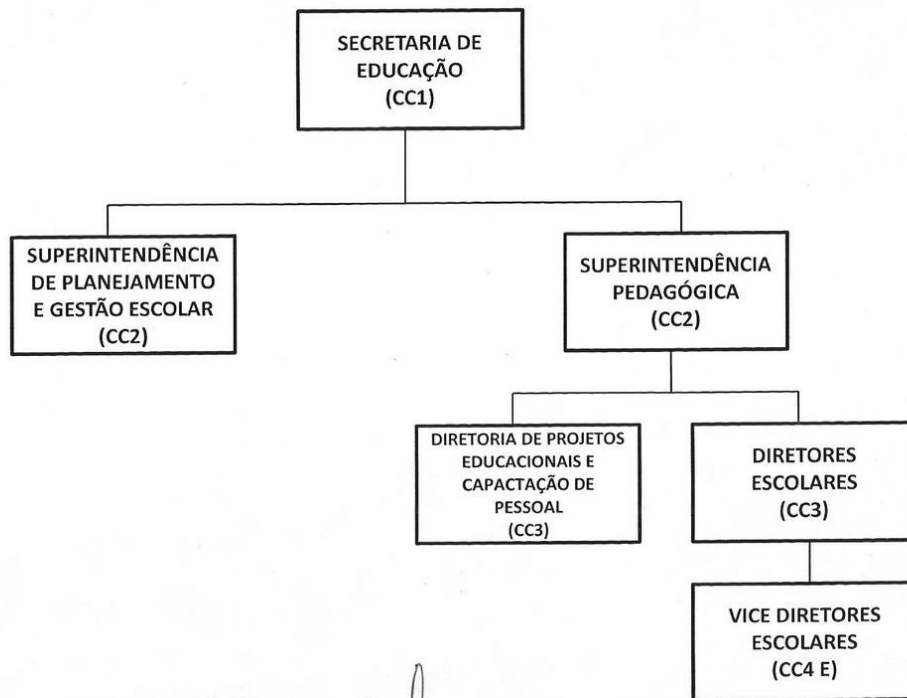 SECRETARIA DE
EDUCAÇÃO
(CC1)
SUPERINTENDÊNCIA
DE PLANEJAMENTO
E GESTÃO ESCOLAR
(CC2)
SUPERINTENDÊNCIA
PEDAGÓGICA
(CC2)
DIRETORIA DE PROJETOS
EDUCACIONAIS E
CAPACTAÇÃO DE
PESSOAL
(CC3)
DIRETORES
ESCOLARES
(CC3)
VICE DIRETORES
ESCOLARES
(CC4 E)